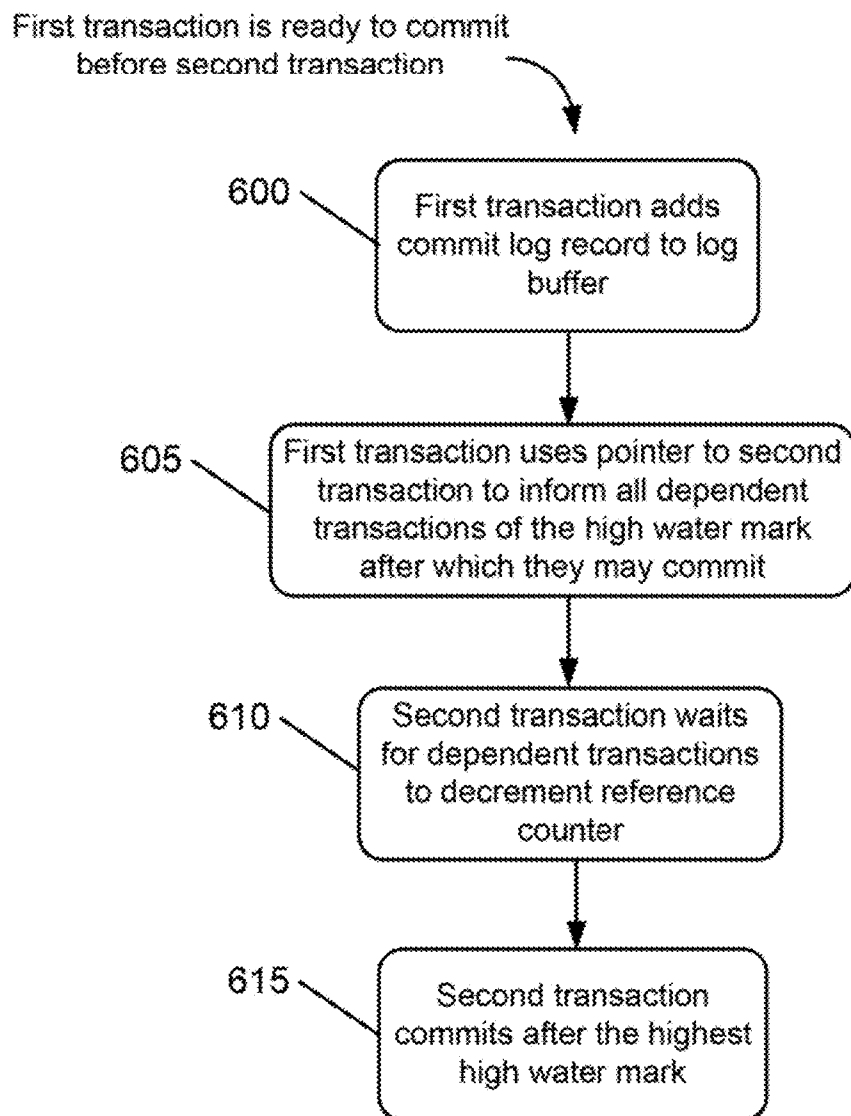 First transaction is ready to commit
before second transaction
600
First transaction adds
commit log record to log
buffer
605
First transaction uses pointer to second
transaction to inform all dependent
transactions of the high water mark
after which they may commit
610
Second transaction waits
for dependent transactions
to decrement reference
counter
615
Second transaction
commits after the highest
high water mark